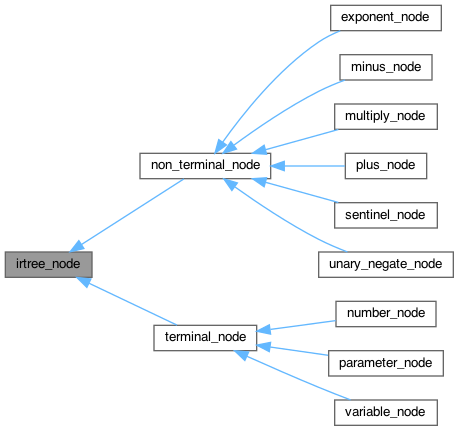 exponent_node
minus_node
multiply_node
non_terminal_node
plus_node
sentinel_node
irtree_node
unary_negate_node
number_node
terminal_node
parameter_node
variable_node